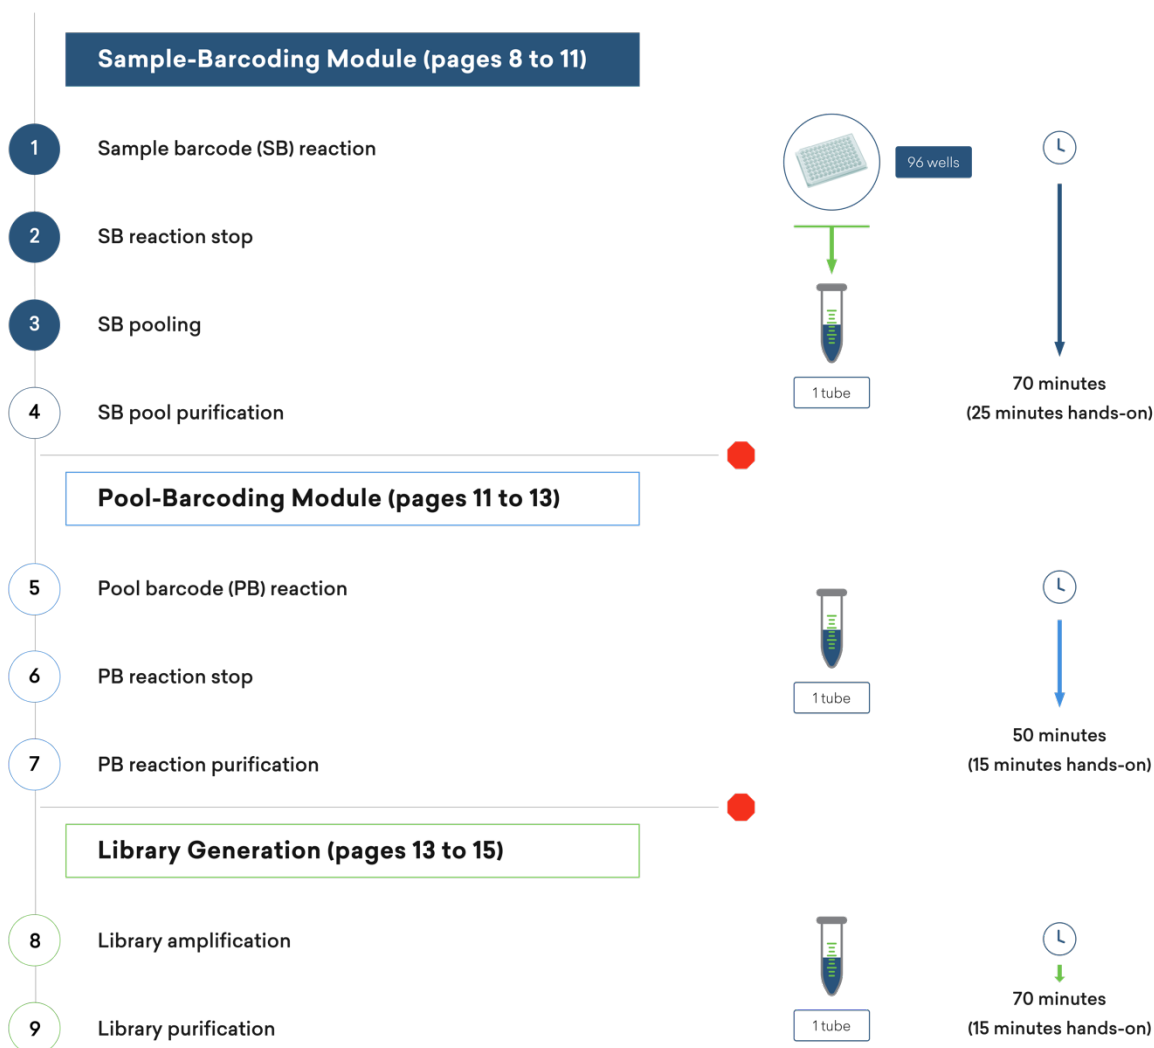 Sample-Barcoding Module (pages 8 to 11)
1 Sample barcode (SB) reaction
96 wells
2 SB reaction stop
3 SB pooling
1 tube
70 minutes
(25 minutes hands-on)
4 SB pool purification
Pool-Barcoding Module (pages 11 to 13)
5 Pool barcode (PB) reaction
6 PB reaction stop
1 tube
50 minutes
(15 minutes hands-on)
7 PB reaction purification
Library Generation (pages 13 to 15)
8 Library amplification
70 minutes
(15 minutes hands-on)
9 Library purification
1 tube